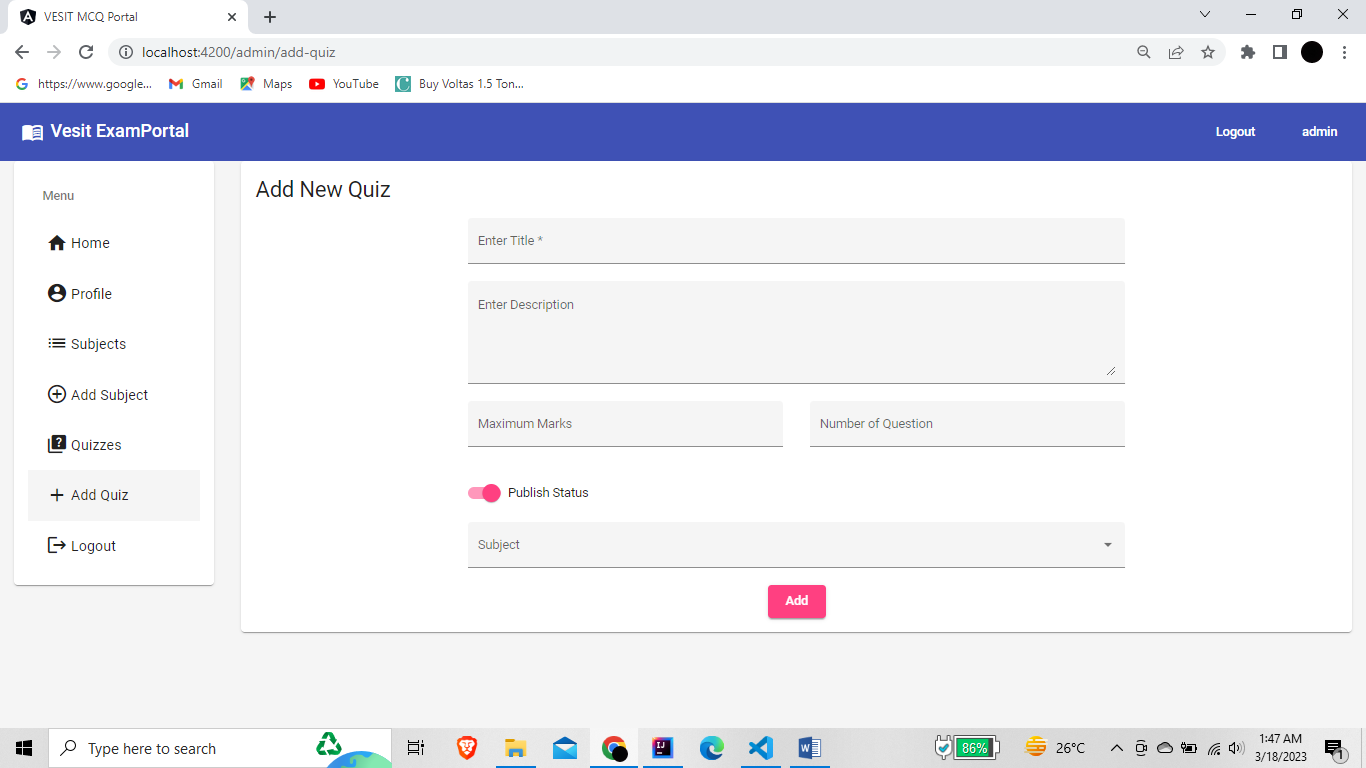 VESIT MCQ Portal
localhost:4200/admin/add-quiz
https://www.google... Gmail Maps YouTube Buy Voltas 1.5 Ton...
Vesit ExamPortal Logout admin
Menu
Home
Profile
Subjects
Add Subject
Quizzes
Add Quiz
Logout
Add New Quiz
Enter Title *
Enter Description
Maximum Marks Number of Question
Publish Status
Subject
Add
Type here to search
86%
26°C
1:47 AM
3/18/2023
1